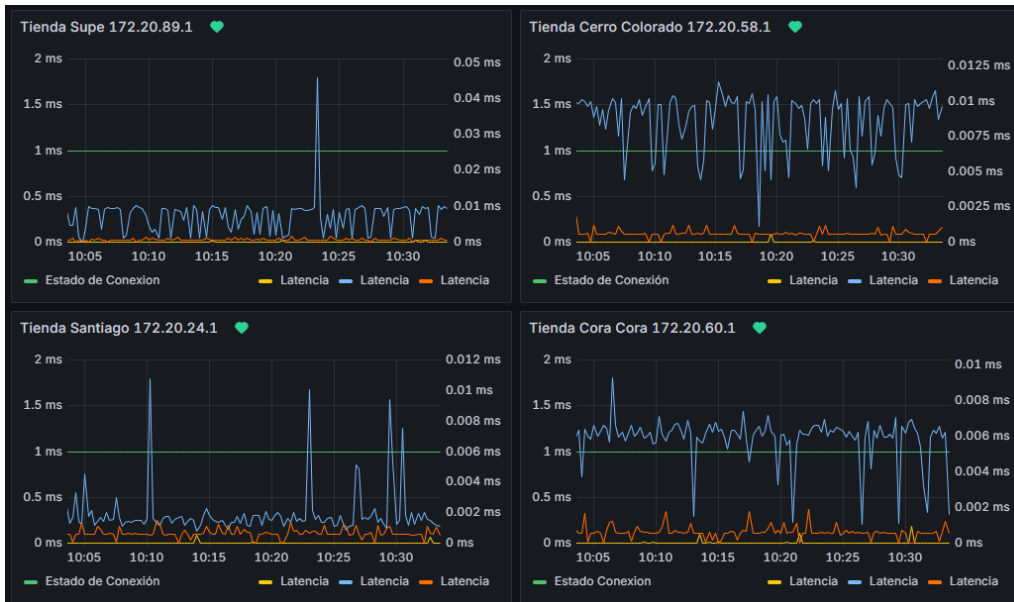 Tienda Supe 172.20.89.1
2 ms
0.05 ms
1.5 ms
0.04 ms
0.03 ms
1 ms
0.02 ms
0.5 ms
0.01 ms
0 ms
0 ms
10:05 10:10 10:15 10:20 10:25 10:30
Estado de Conexion Latencia Latencia Latencia
Tienda Cerro Colorado 172.20.58.1
2 ms
0.0125 ms
1.5 ms
0.01 ms
0.0075 ms
1 ms
0.005 ms
0.5 ms
0.0025 ms
0 ms
0 ms
10:05 10:10 10:15 10:20 10:25 10:30
Estado de Conexion Latencia Latencia Latencia
Tienda Santiago 172.20.24.1
2 ms
0.012 ms
0.01 ms
1.5 ms
0.008 ms
1 ms
0.006 ms
0.004 ms
0.5 ms
0.002 ms
0 ms
0 ms
10:05 10:10 10:15 10:20 10:25 10:30
Estado de Conexión Latencia Latencia Latencia
Tienda Cora Cora 172.20.60.1
2 ms
0.01 ms
0.008 ms
1.5 ms
0.006 ms
1 ms
0.004 ms
0.5 ms
0.002 ms
0 ms
0 ms
10:05 10:10 10:15 10:20 10:25 10:30
Estado de Conexion Latencia Latencia Latencia